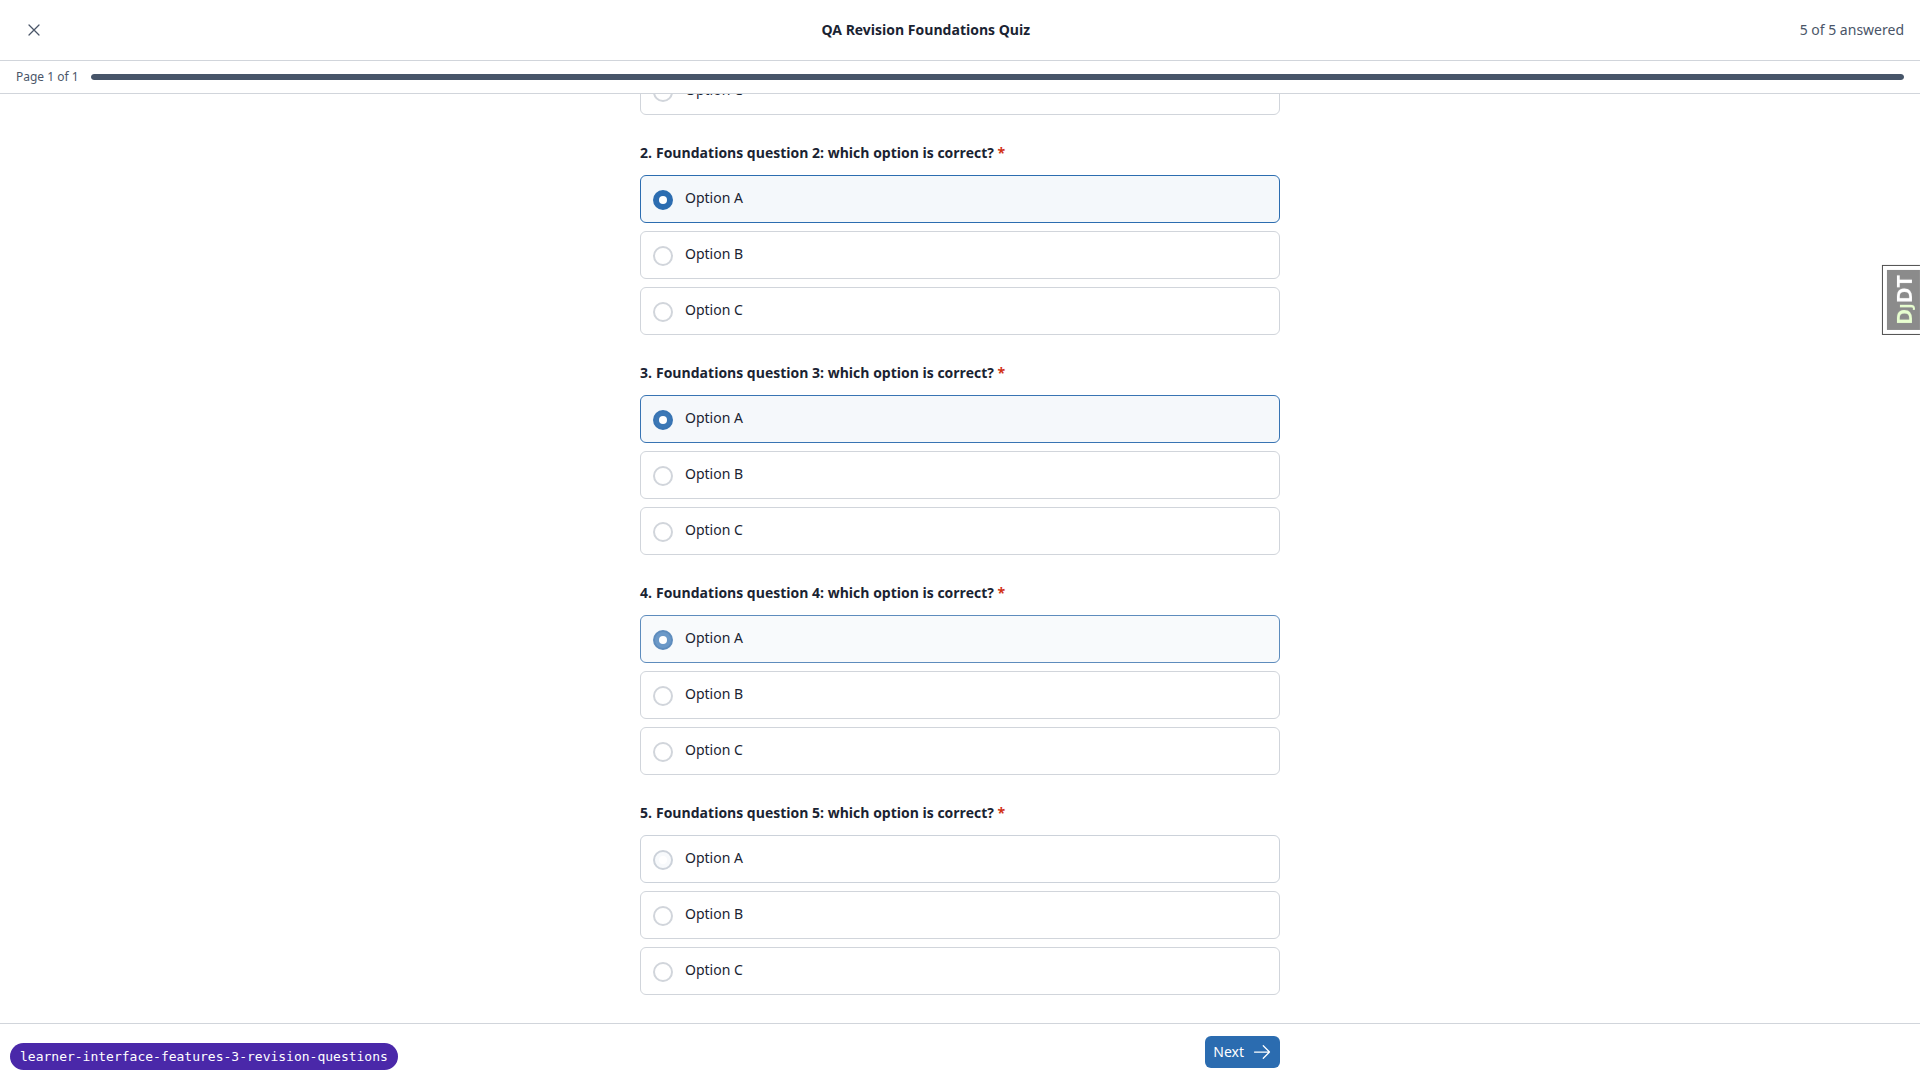 QA Revision Foundations Quiz
5 of 5 answered
Page 1 of 1
2. Foundations question 2: which option is correct? *
Option A
Option B
Option C
3. Foundations question 3: which option is correct? *
Option A
Option B
Option C
4. Foundations question 4: which option is correct? *
Option A
Option B
Option C
5. Foundations question 5: which option is correct? *
Option A
Option B
Option C
DjDT
learner-interface-features-3-revision-questions
Next